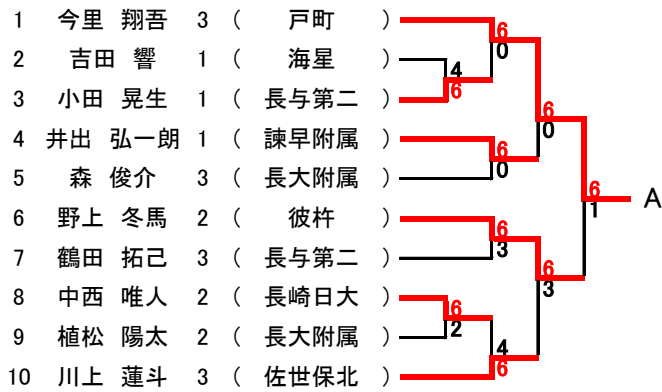 1 今里 翔吾 3 ( 戸町 ) 6
0
2 吉田 響 1 ( 海星 ) 4
3 小田 晃生 1 ( 長与第二 ) 6
6
0
4 井出 弘一朗 1 ( 諫早附属 ) 6
0
5 森 俊介 3 ( 長大附属 )
6
1
A
6 野上 冬馬 2 ( 彼杵 ) 6
3
7 鶴田 拓己 3 ( 長与第二 )
6
3
8 中西 唯人 2 ( 長崎日大 ) 6
2
9 植松 陽太 2 ( 長大附属 )
4
6
10 川上 蓮斗 3 ( 佐世保北 )